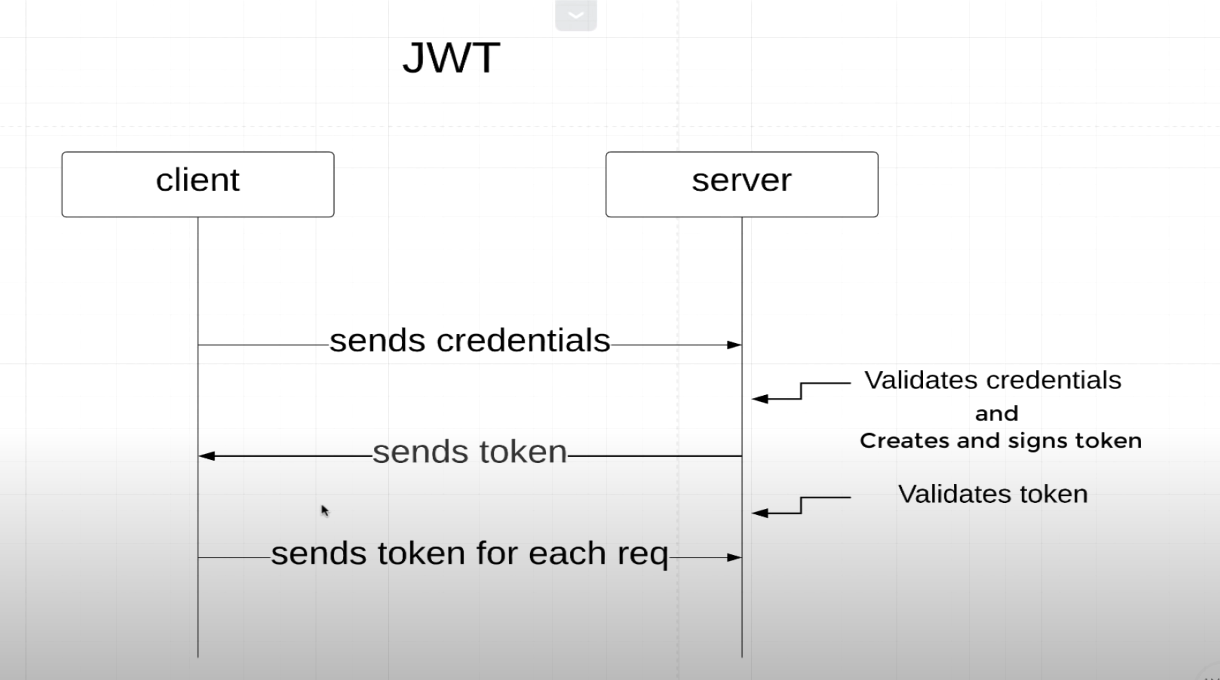 JWT
client
server
sends credentials
Validates credentials
and
Creates and signs token
sends token
Validates token
sends token for each req